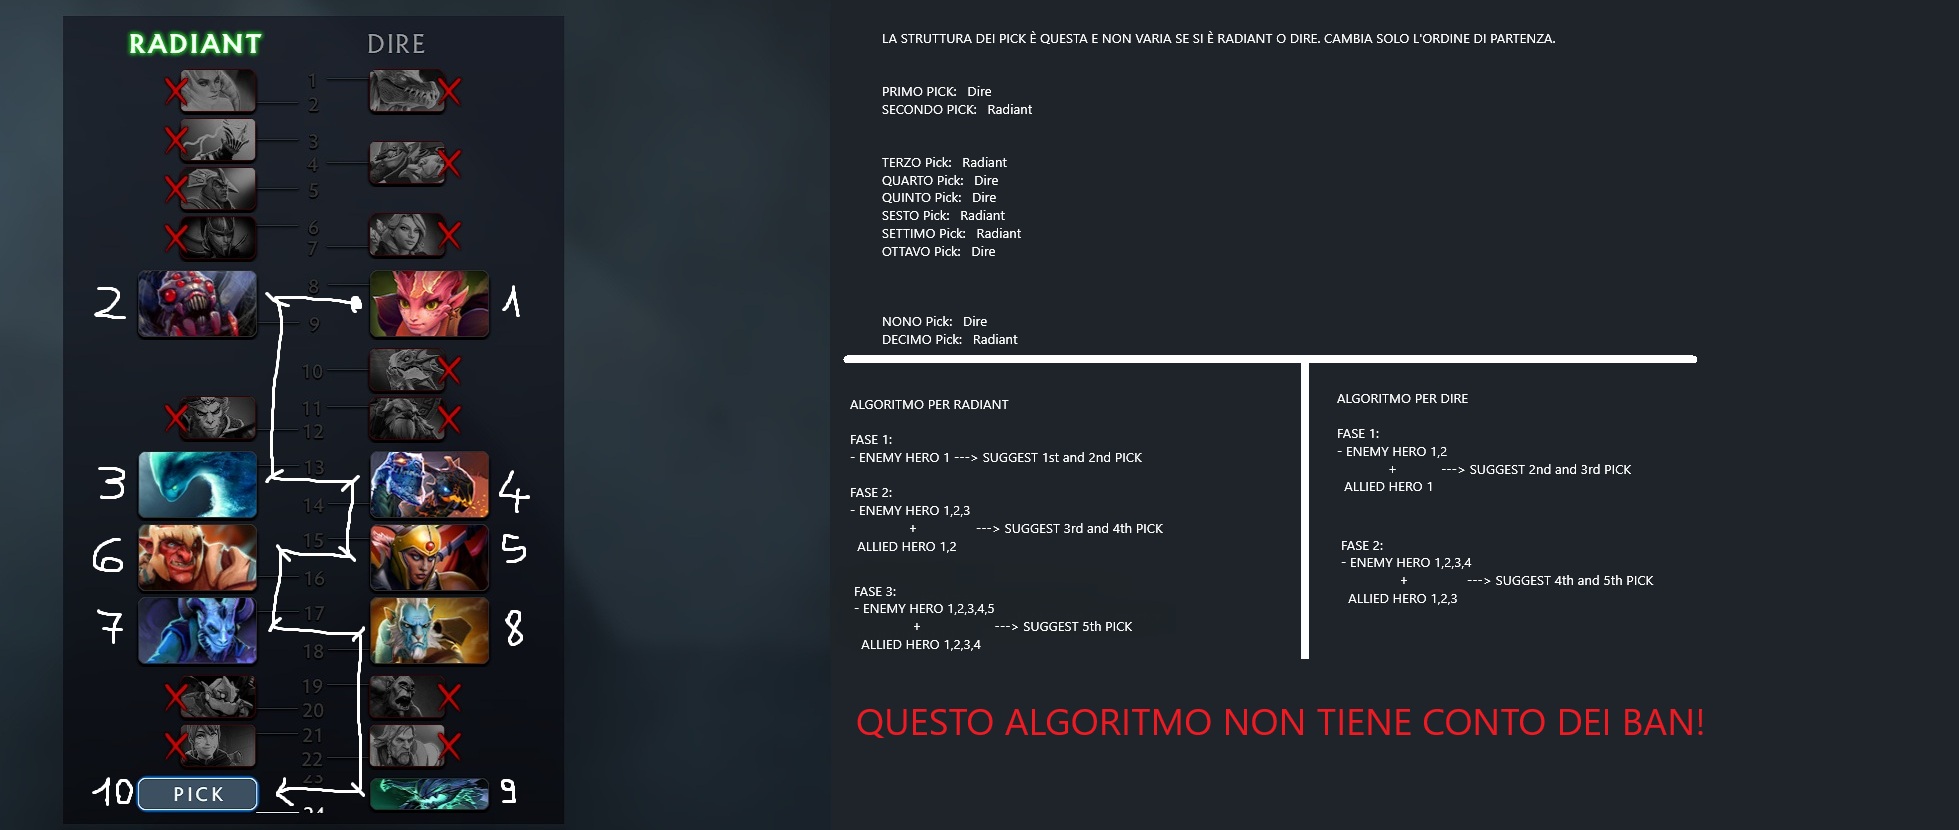 RADIANT DIRE
1
2
3
4
5
6
7
8
2 1
9
10
11
12
13
3 4
14
15
6 5
16
17
7 8
18
19
20
21
22
23
10 PICK 9
24
LA STRUTTURA DEI PICK È QUESTA E NON VARIA SE SI È RADIANT O DIRE. CAMBIA SOLO L'ORDINE DI PARTENZA.
PRIMO PICK: Dire
SECONDO PICK: Radiant
TERZO Pick: Radiant
QUARTO Pick: Dire
QUINTO Pick: Dire
SESTO Pick: Radiant
SETTIMO Pick: Radiant
OTTAVO Pick: Dire
NONO Pick: Dire
DECIMO Pick: Radiant
ALGORITMO PER RADIANT
FASE 1:
- ENEMY HERO 1 ---> SUGGEST 1st and 2nd PICK
FASE 2:
- ENEMY HERO 1,2,3
+ ---> SUGGEST 3rd and 4th PICK
ALLIED HERO 1,2
FASE 3:
- ENEMY HERO 1,2,3,4,5
+ ---> SUGGEST 5th PICK
ALLIED HERO 1,2,3,4
ALGORITMO PER DIRE
FASE 1:
- ENEMY HERO 1,2
+ ---> SUGGEST 2nd and 3rd PICK
ALLIED HERO 1
FASE 2:
- ENEMY HERO 1,2,3,4
+ ---> SUGGEST 4th and 5th PICK
ALLIED HERO 1,2,3
QUESTO ALGORITMO NON TIENE CONTO DEI BAN!